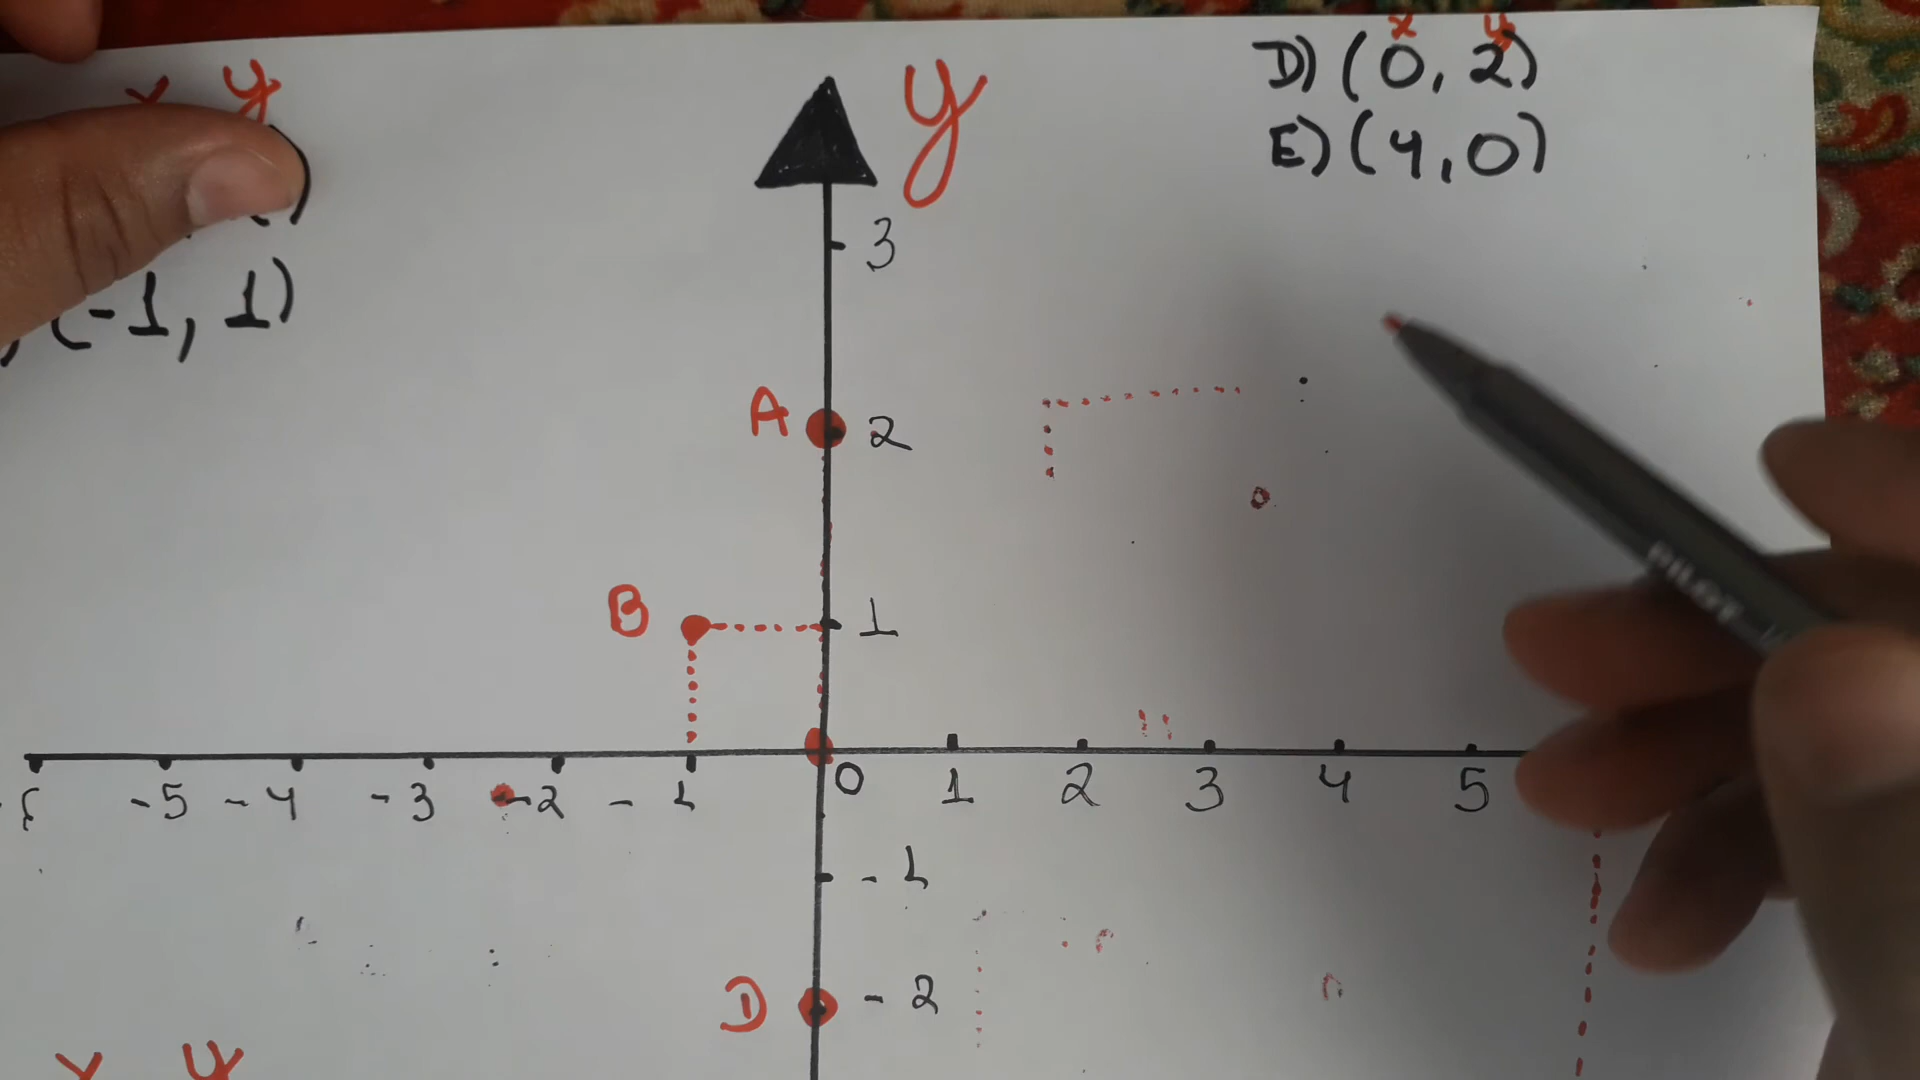 x y
y
x y
D) (0, 2)
E) (4, 0)
3
(-1, 1)
A
2
B
1
-5 -4 -3 -2 -1 0 1 2 3 4 5
-1
D
-2
x y
PILOT